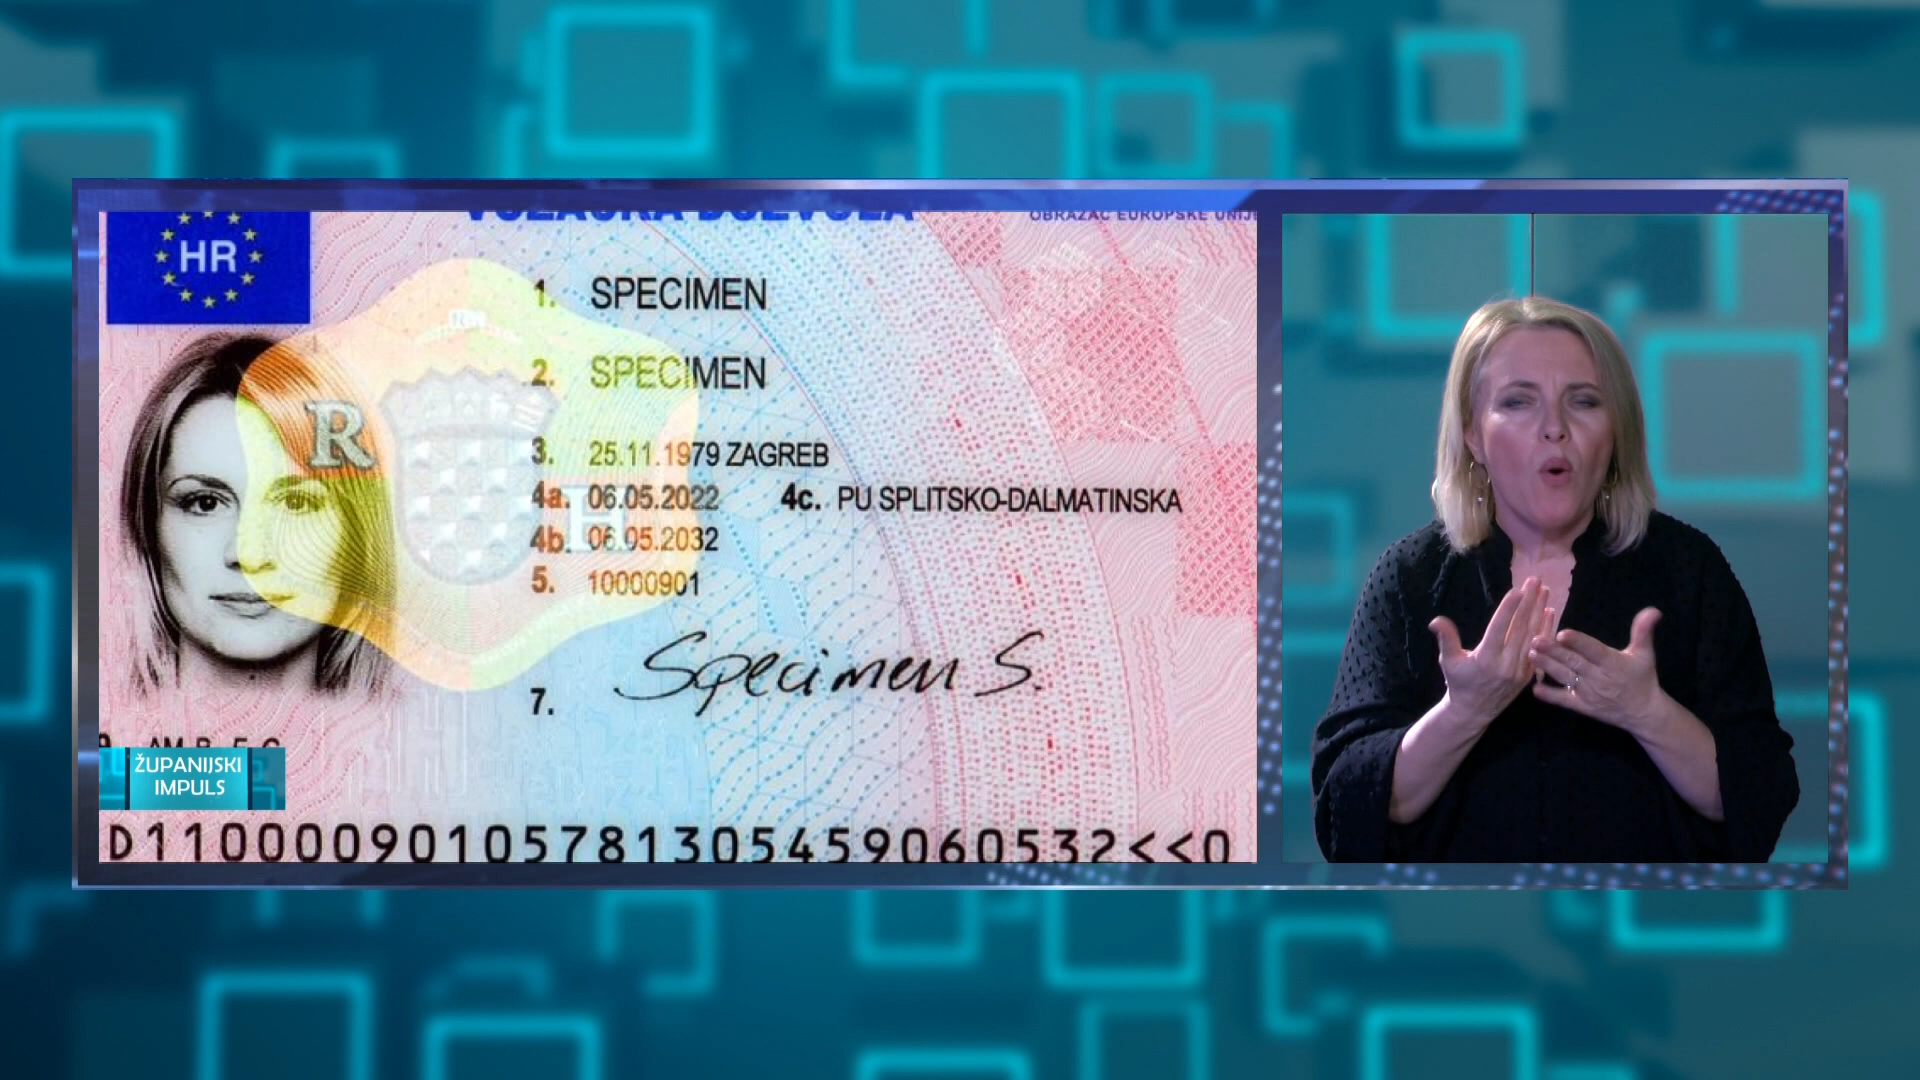 HR
OBRAZAC EUROPSKE UNIJE
1. SPECIMEN
2. SPECIMEN
3. 25.11.1979 ZAGREB
4a. 06.05.2022 4c. PU SPLITSKO-DALMATINSKA
4b. 06.05.2032
5. 10000901
R
H
Specimen S.
7.
ŽUPANIJSKI
IMPULS
D11000090105781305459060532<<0